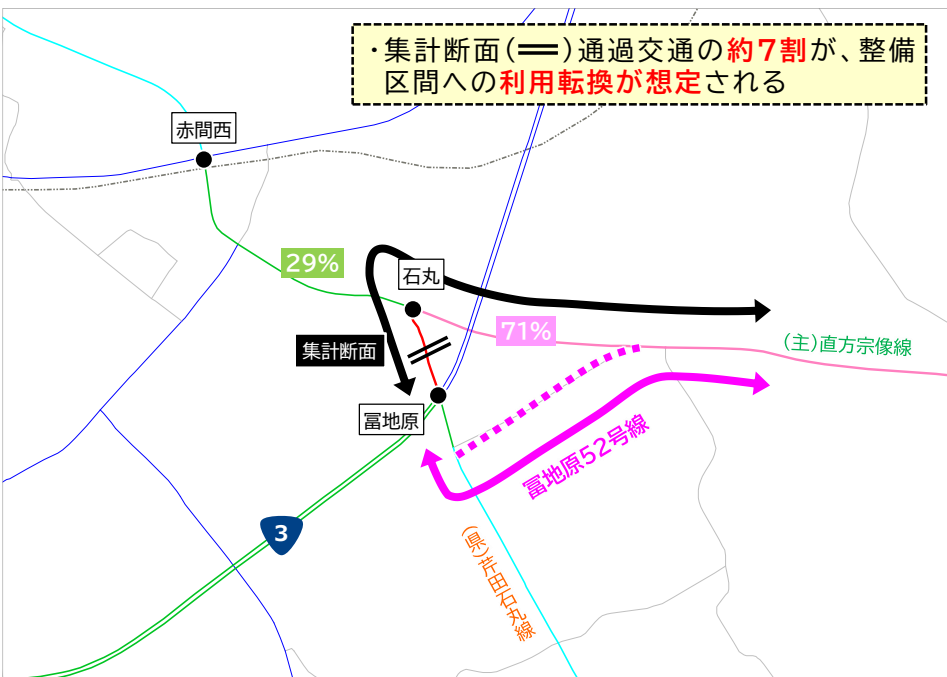 ・集計断面(══)通過交通の約7割が、整備
区間への利用転換が想定される
赤間西
29%
石丸
71%
集計断面
(主)直方宗像線
冨地原
冨地原52号線
3
(県)芹田石丸線